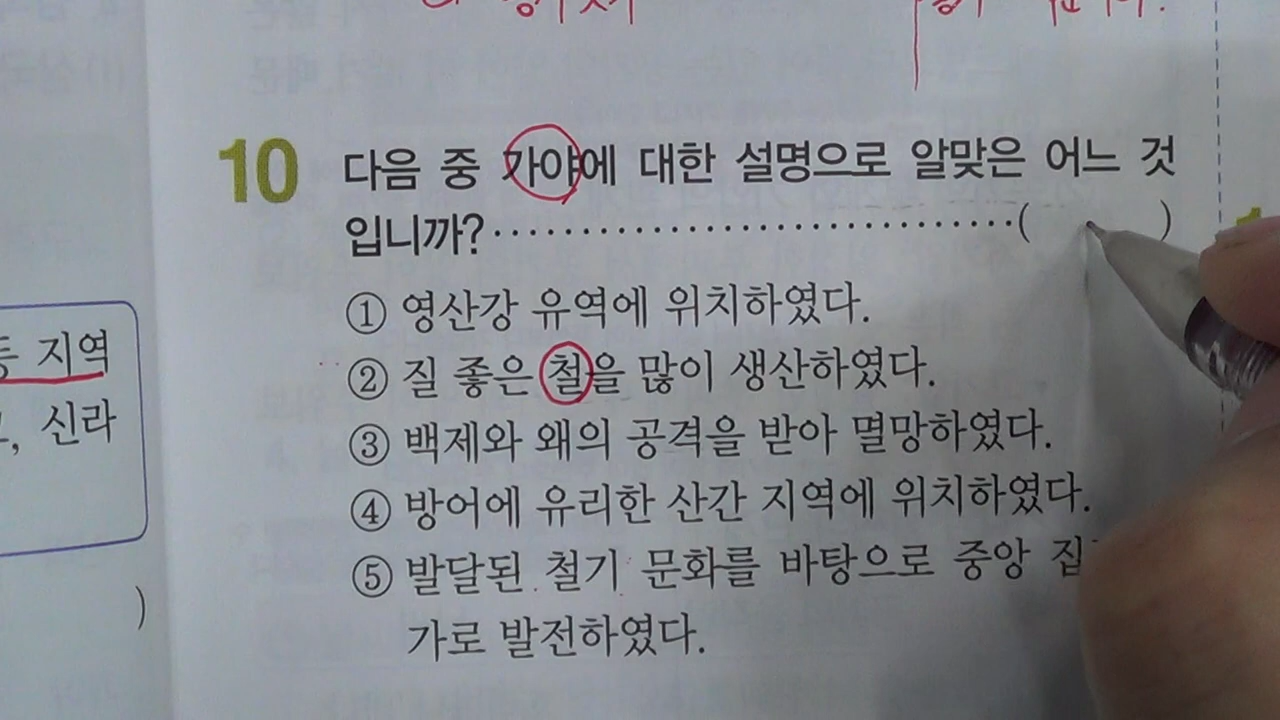 10 다음 중 가야에 대한 설명으로 알맞은 어느 것
입니까?·································( )
① 영산강 유역에 위치하였다.
② 질 좋은 철을 많이 생산하였다.
③ 백제와 왜의 공격을 받아 멸망하였다.
④ 방어에 유리한 산간 지역에 위치하였다.
⑤ 발달된 철기 문화를 바탕으로 중앙 집
가로 발전하였다.
지역
, 신라
)